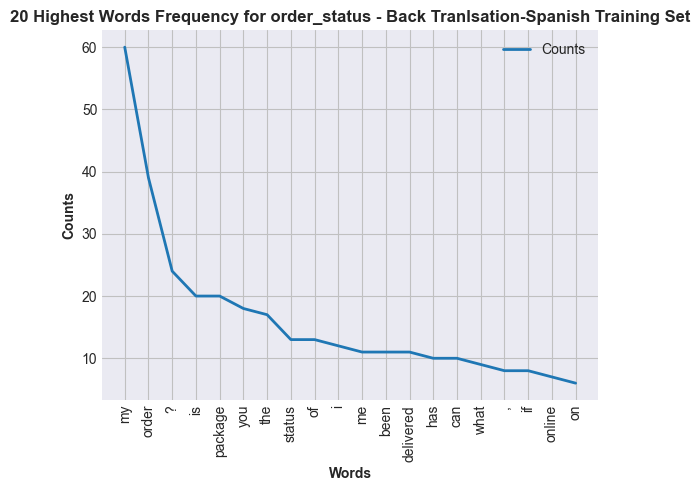 20 Highest Words Frequency for order_status - Back Tranlsation-Spanish Training Set
Counts
60
50
40
30
20
10
Counts
my
order
?
is
package
you
the
status
of
i
me
been
delivered
has
can
what
,
if
online
on
Words